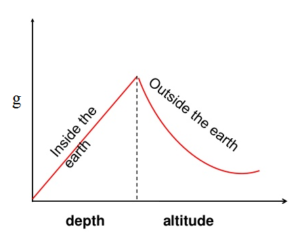 g
Inside the
earth
Outside the earth
depth
altitude